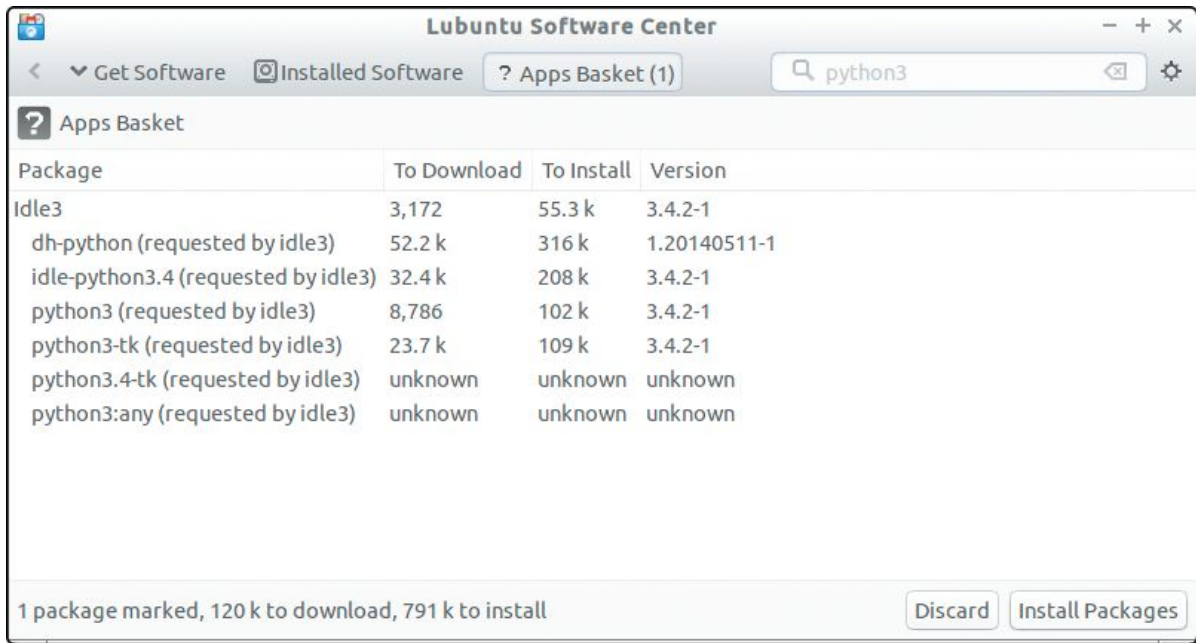 Lubuntu Software Center
Get Software Installed Software ? Apps Basket (1) python3
? Apps Basket
Package To Download To Install Version
Idle3 3,172 55.3 k 3.4.2-1
dh-python (requested by idle3) 52.2 k 316 k 1.20140511-1
idle-python3.4 (requested by idle3) 32.4 k 208 k 3.4.2-1
python3 (requested by idle3) 8,786 102 k 3.4.2-1
python3-tk (requested by idle3) 23.7 k 109 k 3.4.2-1
python3.4-tk (requested by idle3) unknown unknown unknown
python3:any (requested by idle3) unknown unknown unknown
1 package marked, 120 k to download, 791 k to install Discard Install Packages